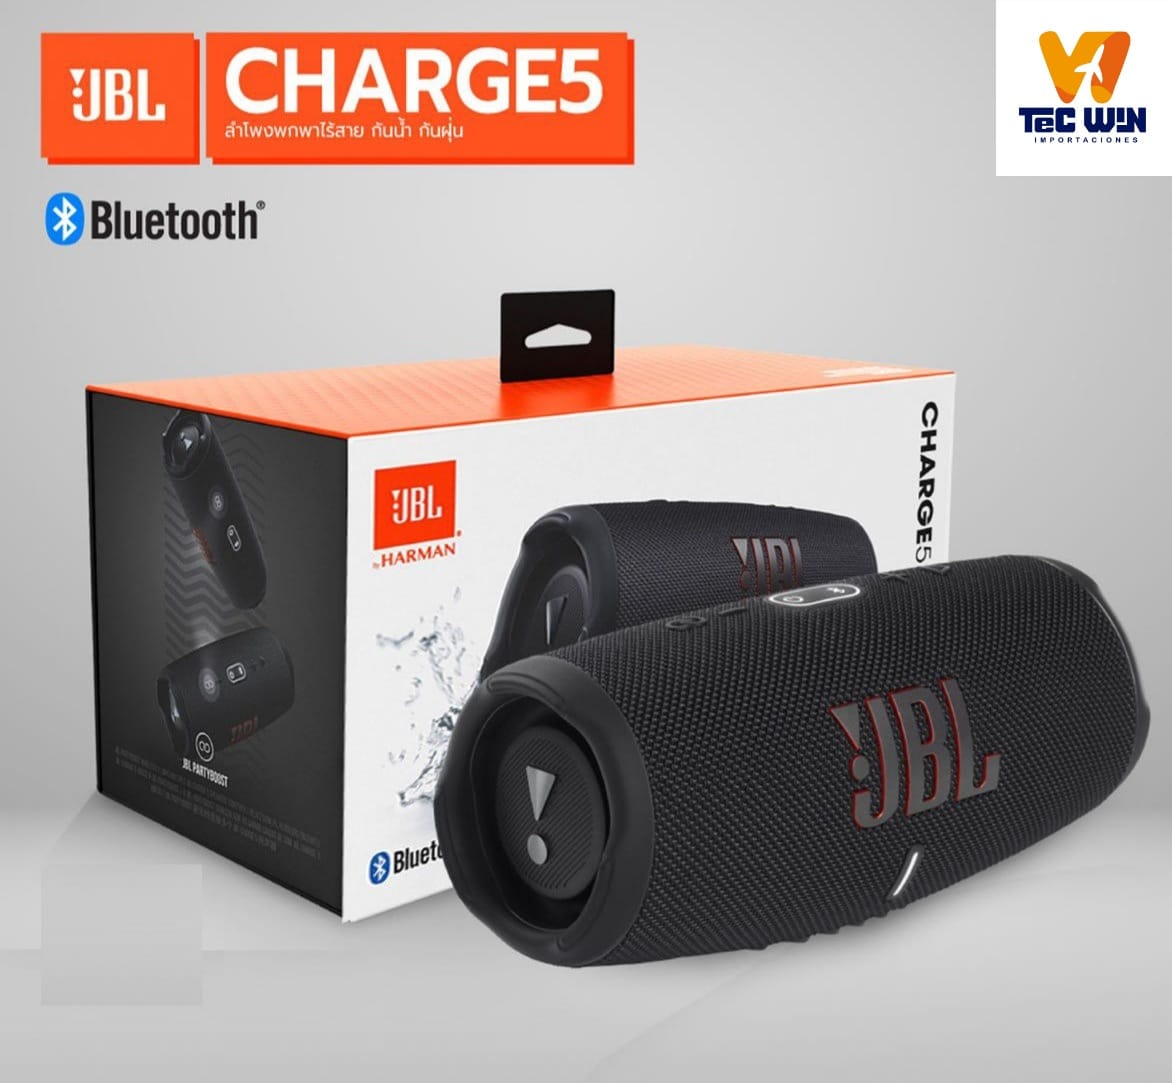 JBL
CHARGE5
ลำโพงพกพาไร้สาย กันน้ำ กันฝุ่น
Bluetooth®
TEC WIN
IMPORTACIONES
JBL
by HARMAN
CHARGE5
JBL
JBL
JBL PARTYBOOST